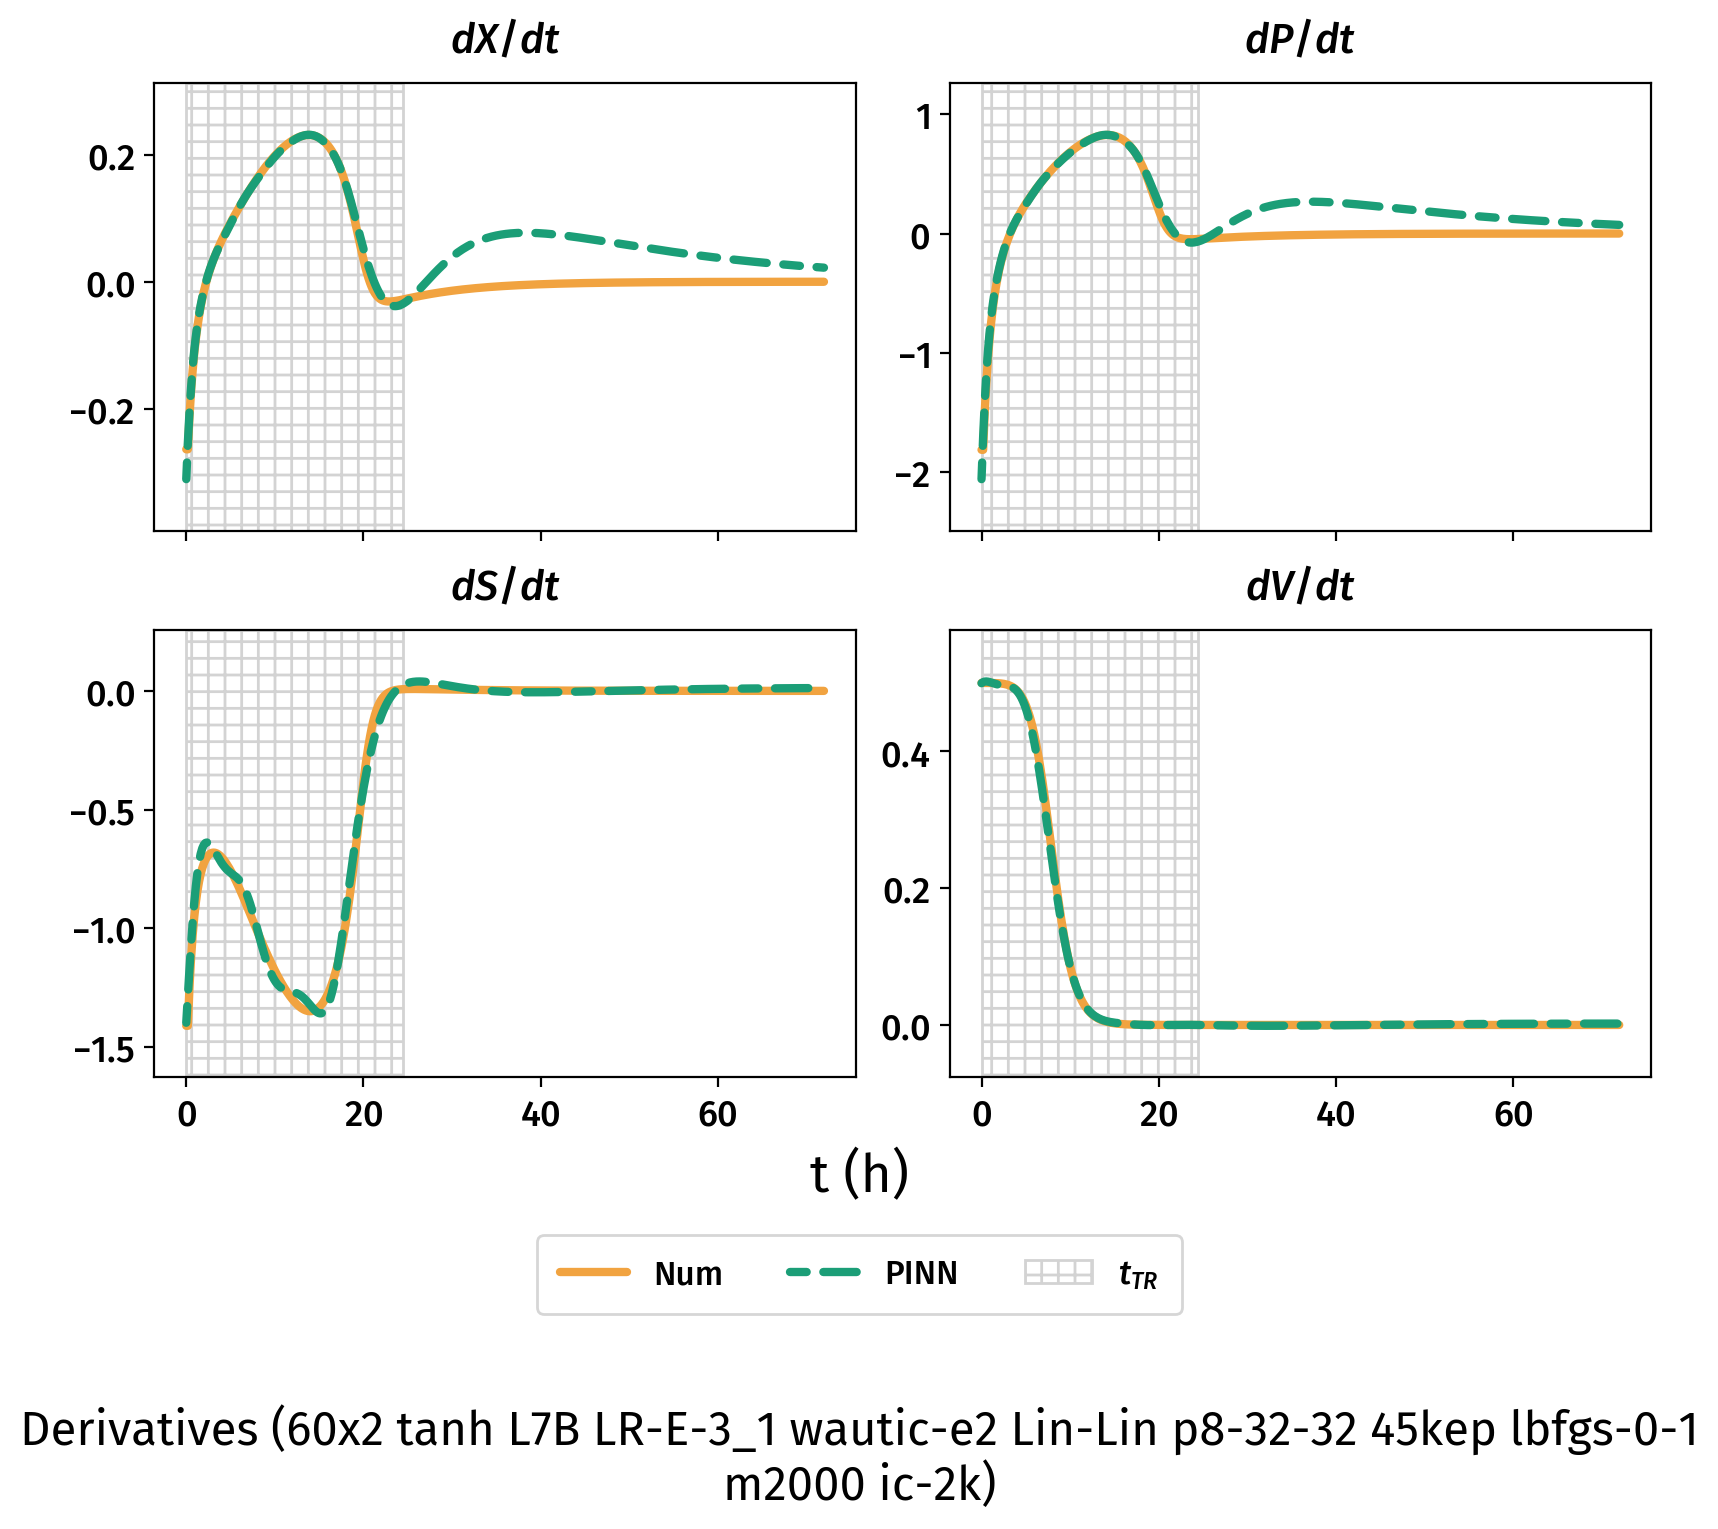 dX/dt
dP/dt
0.2
0.0
−0.2
1
0
−1
−2
dS/dt
dV/dt
0.0
−0.5
−1.0
−1.5
0.4
0.2
0.0
0 20 40 60
0 20 40 60
t (h)
Num PINN tTR
Derivatives (60x2 tanh L7B LR-E-3_1 wautic-e2 Lin-Lin p8-32-32 45kep lbfgs-0-1
m2000 ic-2k)